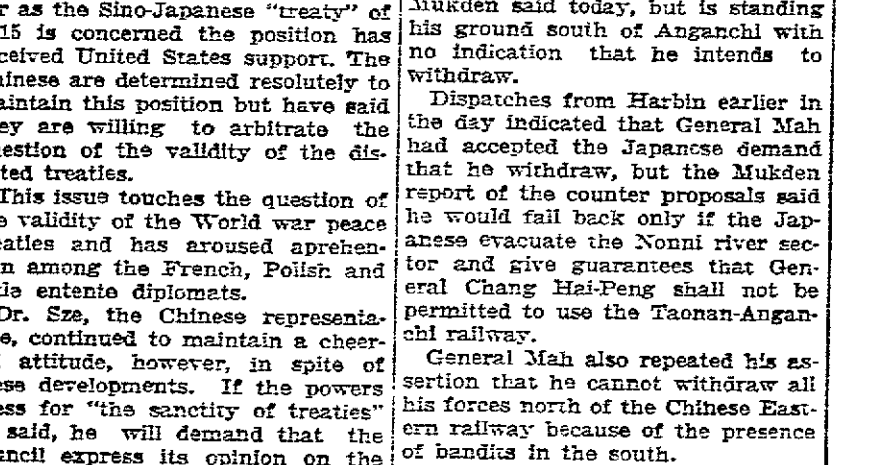 as the Sino-Japanese "treaty" of
15 is concerned the position has
ceived United States support. The
inese are determined resolutely to
aintain this position but have said
ey are willing to arbitrate the
estion of the validity of the dis-
ted treaties.
This issue touches the question of
e validity of the World war peace
eaties and has aroused aprehen-
n among the French, Polish and
entente diplomats.
Dr. Sze, the Chinese representa-
e, continued to maintain a cheer-
attitude, however, in spite of
ese developments. If the powers
ess for "the sanctity of treaties"
said, he will demand that the
ncil express its opinion on the
Mukden said today, but is standing
his ground south of Anganchi with
no indication that he intends to
withdraw.
Dispatches from Harbin earlier in
the day indicated that General Mah
had accepted the Japanese demand
that he withdraw, but the Mukden
report of the counter proposals said
he would fall back only if the Jap-
anese evacuate the Nonni river sec-
tor and give guarantees that Gen-
eral Chang Hai-Peng shall not be
permitted to use the Taonan-Angan-
chi railway.
General Mah also repeated his as-
sertion that he cannot withdraw all
his forces north of the Chinese East-
ern railway because of the presence
of bandits in the south.